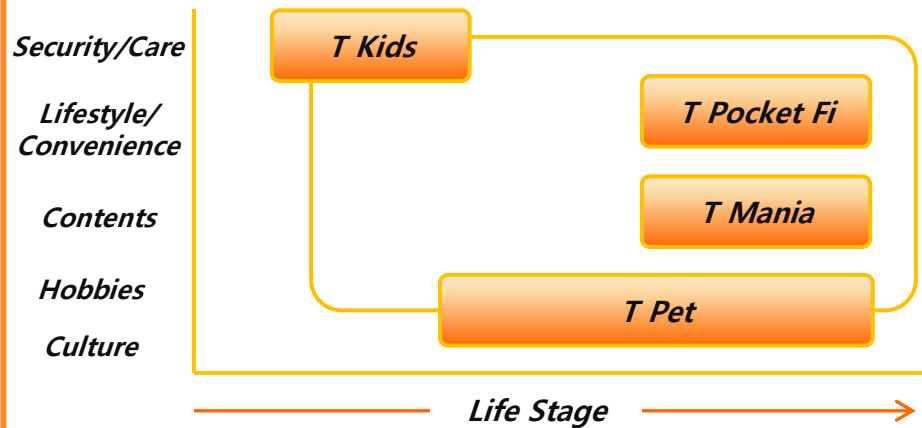 Security/Care
T Kids
Lifestyle/
Convenience
T Pocket Fi
Contents
T Mania
Hobbies
T Pet
Culture
Life Stage